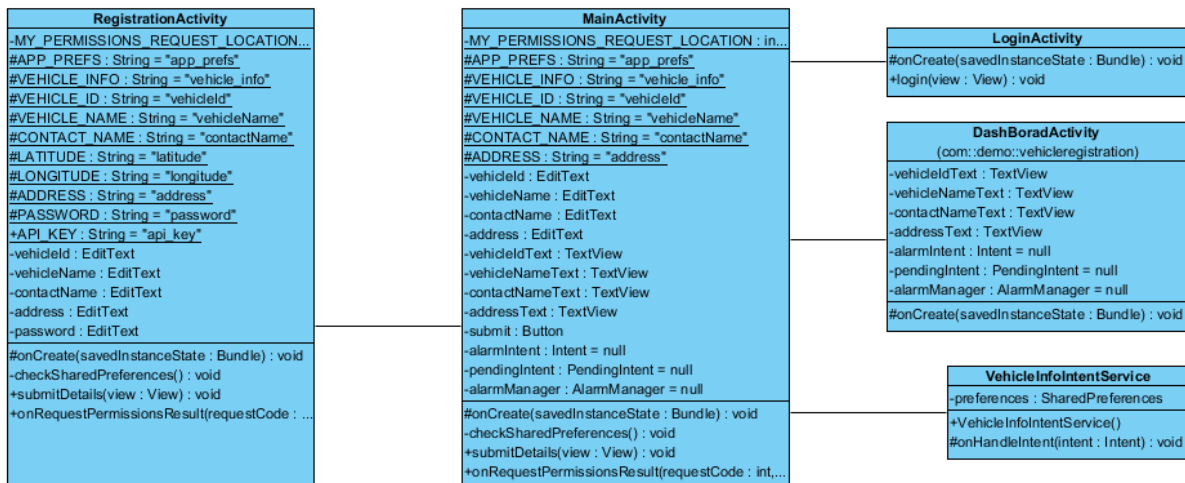 RegistrationActivity
-MY_PERMISSIONS_REQUEST_LOCATION...
#APP_PREFS : String = "app_prefs"
#VEHICLE_INFO : String = "vehicle_info"
#VEHICLE_ID : String = "vehicleId"
#VEHICLE_NAME : String = "vehicleName"
#CONTACT_NAME : String = "contactName"
#LATITUDE : String = "latitude"
#LONGITUDE : String = "longitude"
#ADDRESS : String = "address"
#PASSWORD : String = "password"
+API_KEY : String = "api_key"
-vehicleId : EditText
-vehicleName : EditText
-contactName : EditText
-address : EditText
-password : EditText
#onCreate(savedInstanceState : Bundle) : void
-checkSharedPreferences() : void
+submitDetails(view : View) : void
+onRequestPermissionsResult(requestCode : ...
MainActivity
-MY_PERMISSIONS_REQUEST_LOCATION : in...
#APP_PREFS : String = "app_prefs"
#VEHICLE_INFO : String = "vehicle_info"
#VEHICLE_ID : String = "vehicleId"
#VEHICLE_NAME : String = "vehicleName"
#CONTACT_NAME : String = "contactName"
#ADDRESS : String = "address"
-vehicleId : EditText
-vehicleName : EditText
-contactName : EditText
-address : EditText
-vehicleIdText : TextView
-vehicleNameText : TextView
-contactNameText : TextView
-addressText : TextView
-submit : Button
-alarmIntent : Intent = null
-pendingIntent : PendingIntent = null
-alarmManager : AlarmManager = null
#onCreate(savedInstanceState : Bundle) : void
-checkSharedPreferences() : void
+submitDetails(view : View) : void
+onRequestPermissionsResult(requestCode : int,...
LoginActivity
#onCreate(savedInstanceState : Bundle) : void
+login(view : View) : void
DashBoradActivity
(com::demo::vehicleregistration)
-vehicleIdText : TextView
-vehicleNameText : TextView
-contactNameText : TextView
-addressText : TextView
-alarmIntent : Intent = null
-pendingIntent : PendingIntent = null
-alarmManager : AlarmManager = null
#onCreate(savedInstanceState : Bundle) : void
VehicleInfoIntentService
-preferences : SharedPreferences
+VehicleInfoIntentService()
#onHandleIntent(intent : Intent) : void